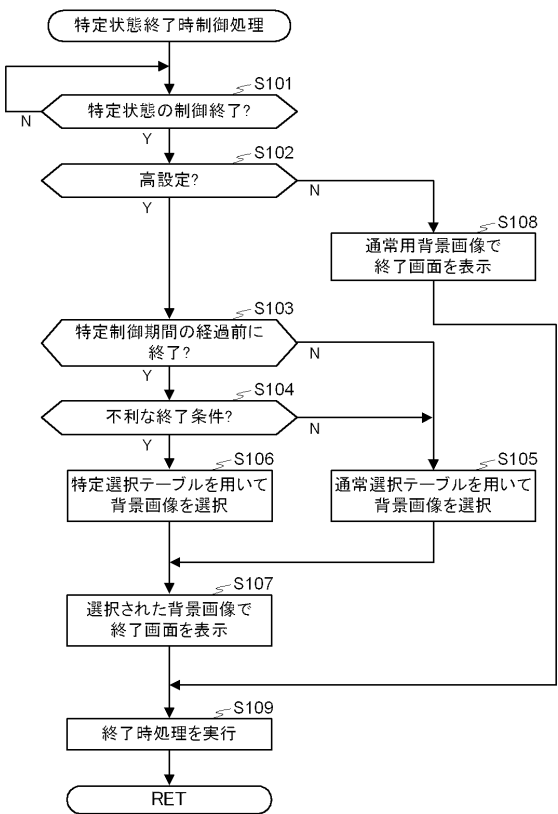 特定状態終了時制御処理
S101
特定状態の制御終了?
N
Y
S102
高設定?
N
Y
S108
通常用背景画像で
終了画面を表示
S103
特定制御期間の経過前に
終了?
N
Y
S104
不利な終了条件?
N
Y
S106
特定選択テーブルを用いて
背景画像を選択
S105
通常選択テーブルを用いて
背景画像を選択
S107
選択された背景画像で
終了画面を表示
S109
終了時処理を実行
RET